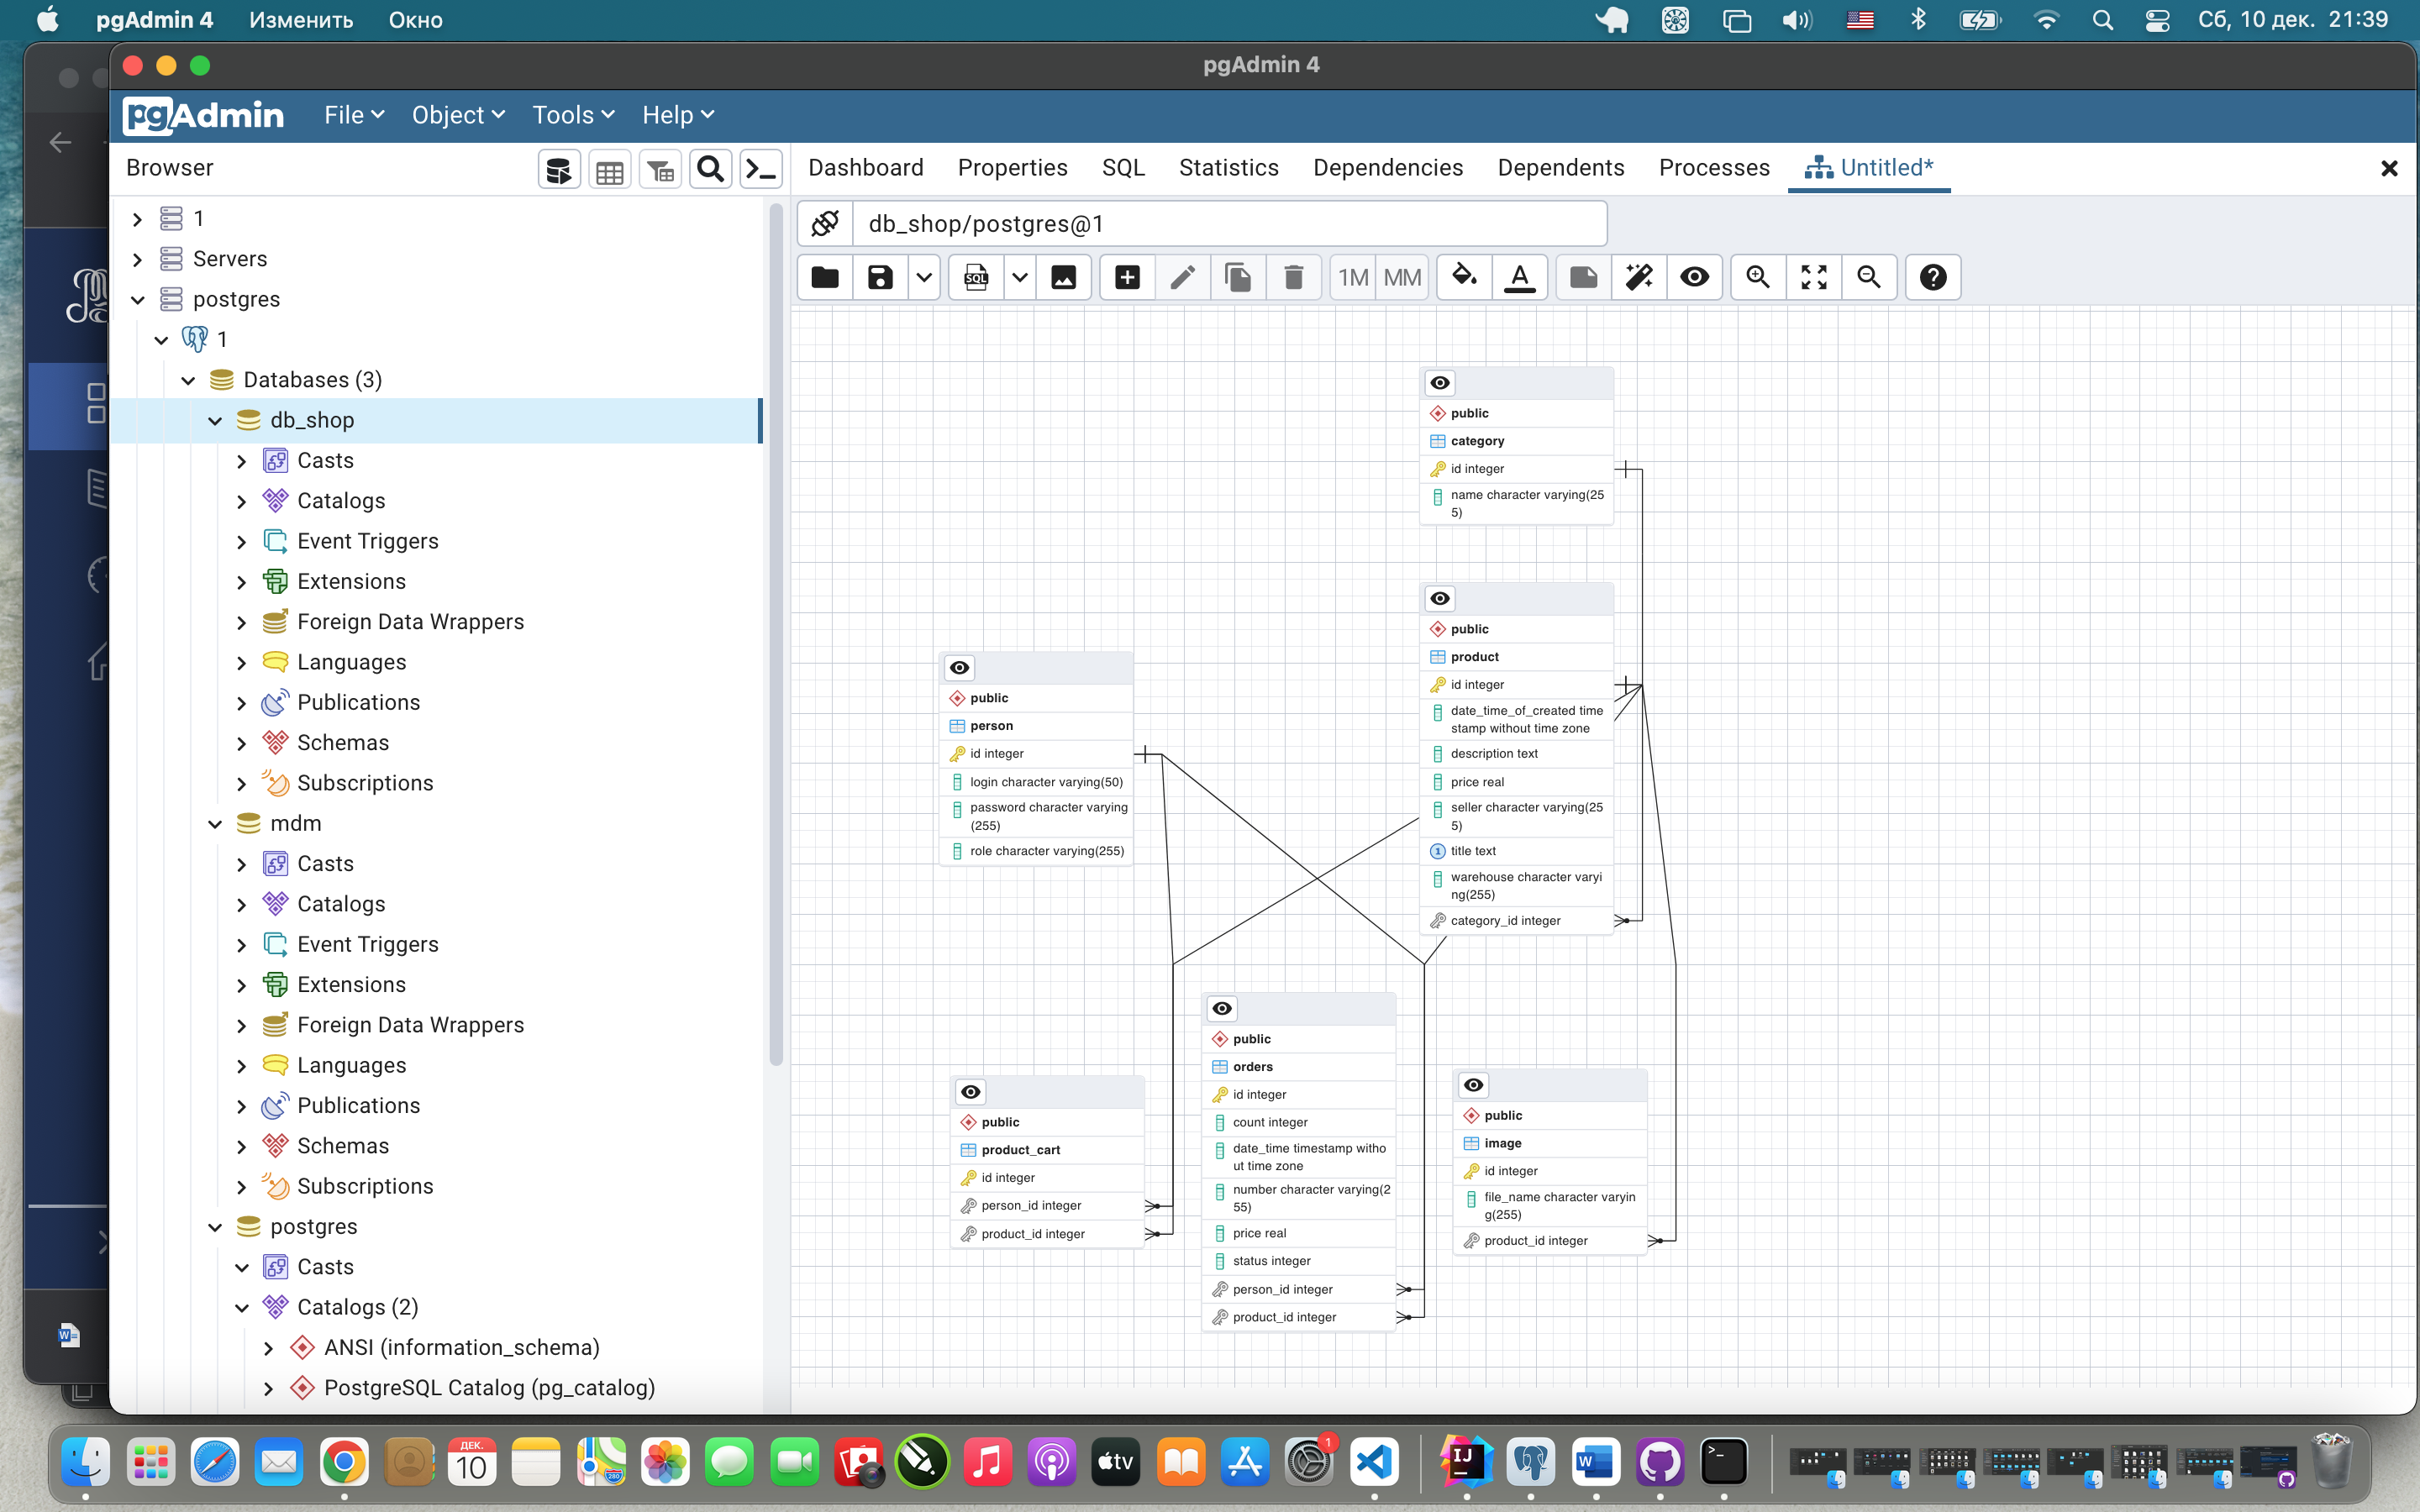 pgAdmin 4 Изменить Окно Сб, 10 дек. 21:39
pgAdmin 4
pgAdmin File Object Tools Help
Browser
Dashboard Properties SQL Statistics Dependencies Dependents Processes Untitled*
db_shop/postgres@1
SQL 1M MM A
1
Servers
postgres
1
Databases (3)
db_shop
Casts
Catalogs
Event Triggers
Extensions
Foreign Data Wrappers
Languages
Publications
Schemas
Subscriptions
mdm
Casts
Catalogs
Event Triggers
Extensions
Foreign Data Wrappers
Languages
Publications
Schemas
Subscriptions
postgres
Casts
Catalogs (2)
ANSI (information_schema)
PostgreSQL Catalog (pg_catalog)
public
category
id integer
name character varying(25
5)
public
product
id integer
date_time_of_created time
stamp without time zone
description text
price real
seller character varying(25
5)
1 title text
warehouse character varyi
ng(255)
category_id integer
public
person
id integer
login character varying(50)
password character varying
(255)
role character varying(255)
public
product_cart
id integer
person_id integer
product_id integer
public
orders
id integer
count integer
date_time timestamp witho
ut time zone
number character varying(2
55)
price real
status integer
person_id integer
product_id integer
public
image
id integer
file_name character varyin
g(255)
product_id integer
W
ДЕК.
10
280
tv
1
IJ
W
>_